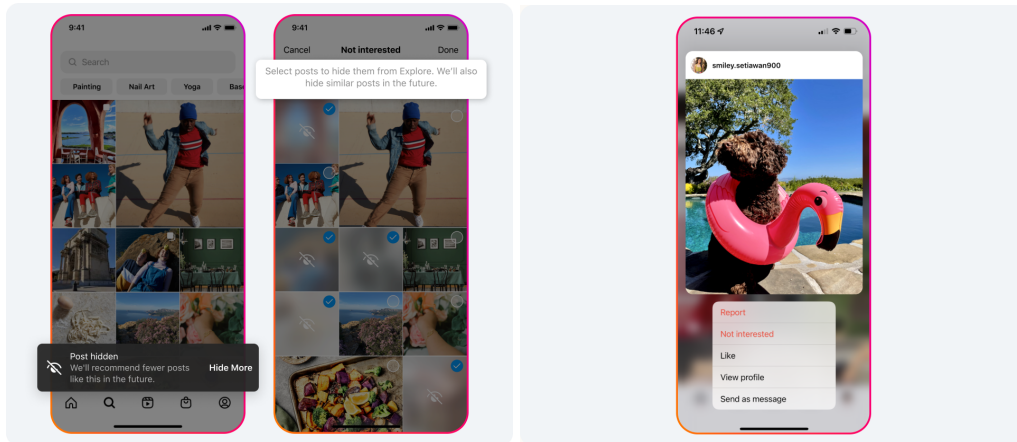 9:41
Search
Painting
Nail Art
Yoga
Base
Post hidden
We'll recommend fewer posts
like this in the future.
Hide More
9:41
Cancel
Not interested
Done
Select posts to hide them from Explore. We'll also
hide similar posts in the future.
11:46
smiley.setiawan900
Report
Not interested
Like
View profile
Send as message